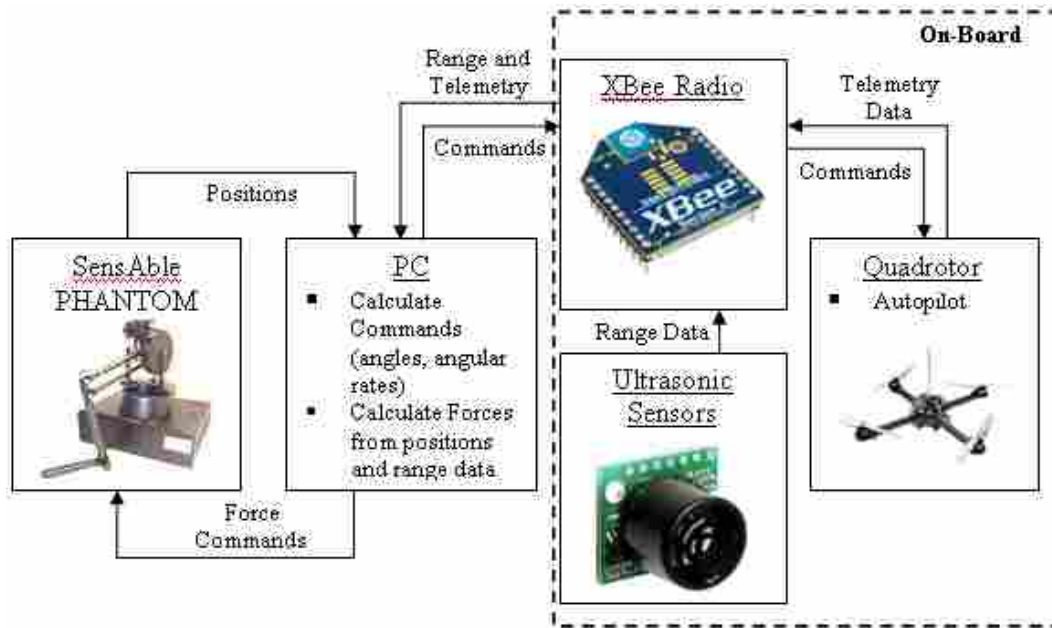 On-Board
Range and
Telemetry
XBee Radio
Telemetry
Data
Commands
Commands
XBee
Positions
SensAble
PHANTOM
PC
▪ Calculate
Commands
(angles, angular
rates)
▪ Calculate Forces
from positions
and range data
Quadrotor
▪ Autopilot
Range Data
Ultrasonic
Sensors
Force
Commands